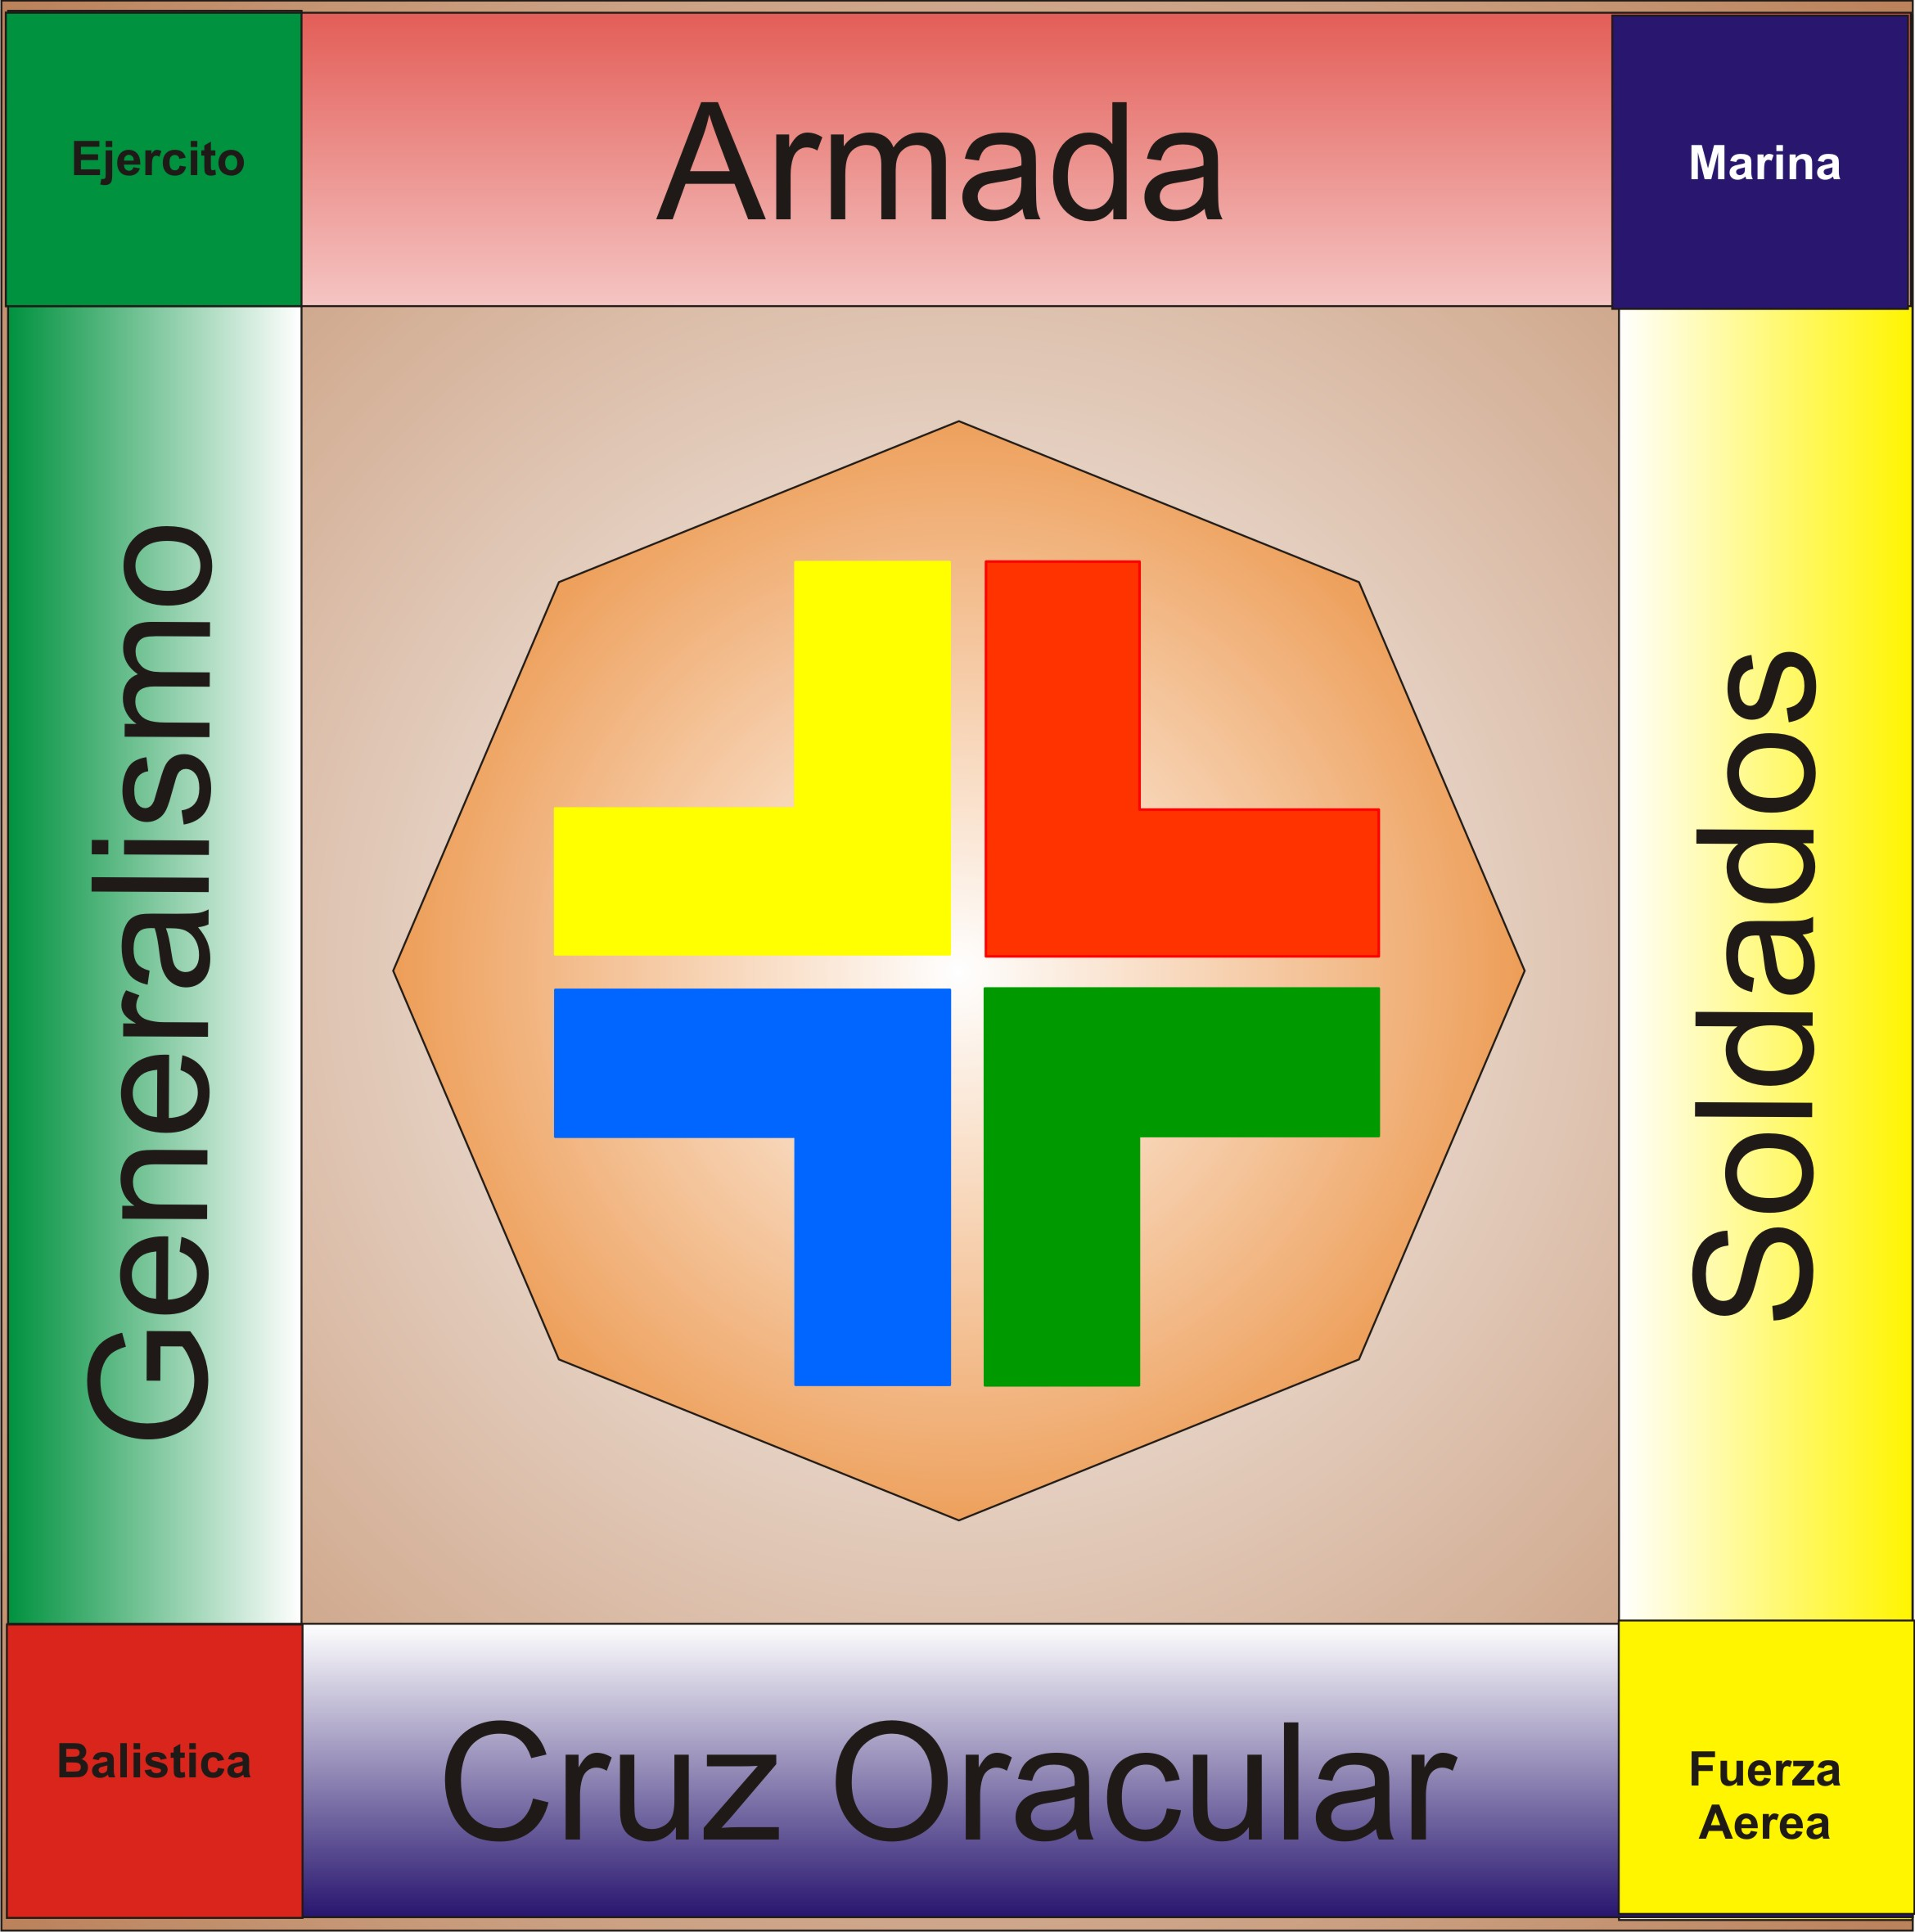 Ejercito
Armada
Marina
Generalismo
Soldados
Balistica
Cruz Oracular
Fuerza
Aerea